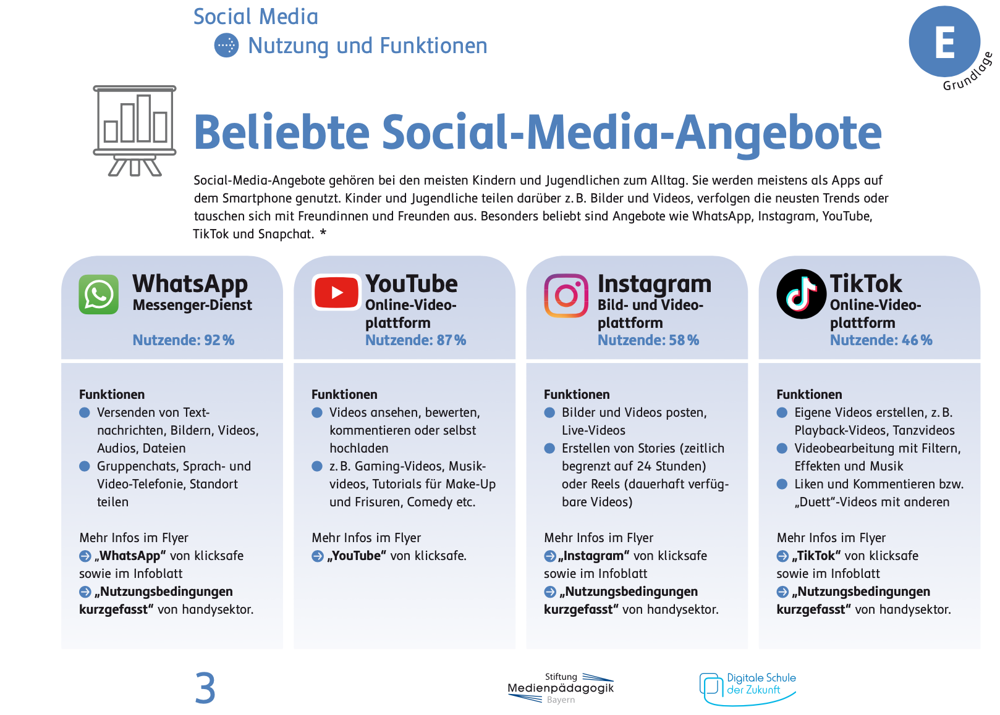 Social Media
Nutzung und Funktionen
E
Grundlage
Beliebte Social-Media-Angebote
Social-Media-Angebote gehören bei den meisten Kindern und Jugendlichen zum Alltag. Sie werden meistens als Apps auf
dem Smartphone genutzt. Kinder und Jugendliche teilen darüber z. B. Bilder und Videos, verfolgen die neusten Trends oder
tauschen sich mit Freundinnen und Freunden aus. Besonders beliebt sind Angebote wie WhatsApp, Instagram, YouTube,
TikTok und Snapchat. *
WhatsApp
Messenger-Dienst
Nutzende: 92 %
Funktionen
Versenden von Text-
nachrichten, Bildern, Videos,
Audios, Dateien
Gruppenchats, Sprach- und
Video-Telefonie, Standort
teilen
Mehr Infos im Flyer
„WhatsApp“ von klicksafe
sowie im Infoblatt
„Nutzungsbedingungen
kurzgefasst“ von handysektor.
YouTube
Online-Video-
plattform
Nutzende: 87 %
Funktionen
Videos ansehen, bewerten,
kommentieren oder selbst
hochladen
z. B. Gaming-Videos, Musik-
videos, Tutorials für Make-Up
und Frisuren, Comedy etc.
Mehr Infos im Flyer
„YouTube“ von klicksafe.
Instagram
Bild- und Video-
plattform
Nutzende: 58 %
Funktionen
Bilder und Videos posten,
Live-Videos
Erstellen von Stories (zeitlich
begrenzt auf 24 Stunden)
oder Reels (dauerhaft verfüg-
bare Videos)
Mehr Infos im Flyer
„Instagram“ von klicksafe
sowie im Infoblatt
„Nutzungsbedingungen
kurzgefasst“ von handysektor.
TikTok
Online-Video-
plattform
Nutzende: 46 %
Funktionen
Eigene Videos erstellen, z. B.
Playback-Videos, Tanzvideos
Videobearbeitung mit Filtern,
Effekten und Musik
Liken und Kommentieren bzw.
„Duett“-Videos mit anderen
Mehr Infos im Flyer
„TikTok“ von klicksafe
sowie im Infoblatt
„Nutzungsbedingungen
kurzgefasst“ von handysektor.
3
Stiftung
Medienpädagogik
Bayern
Digitale Schule
der Zukunft